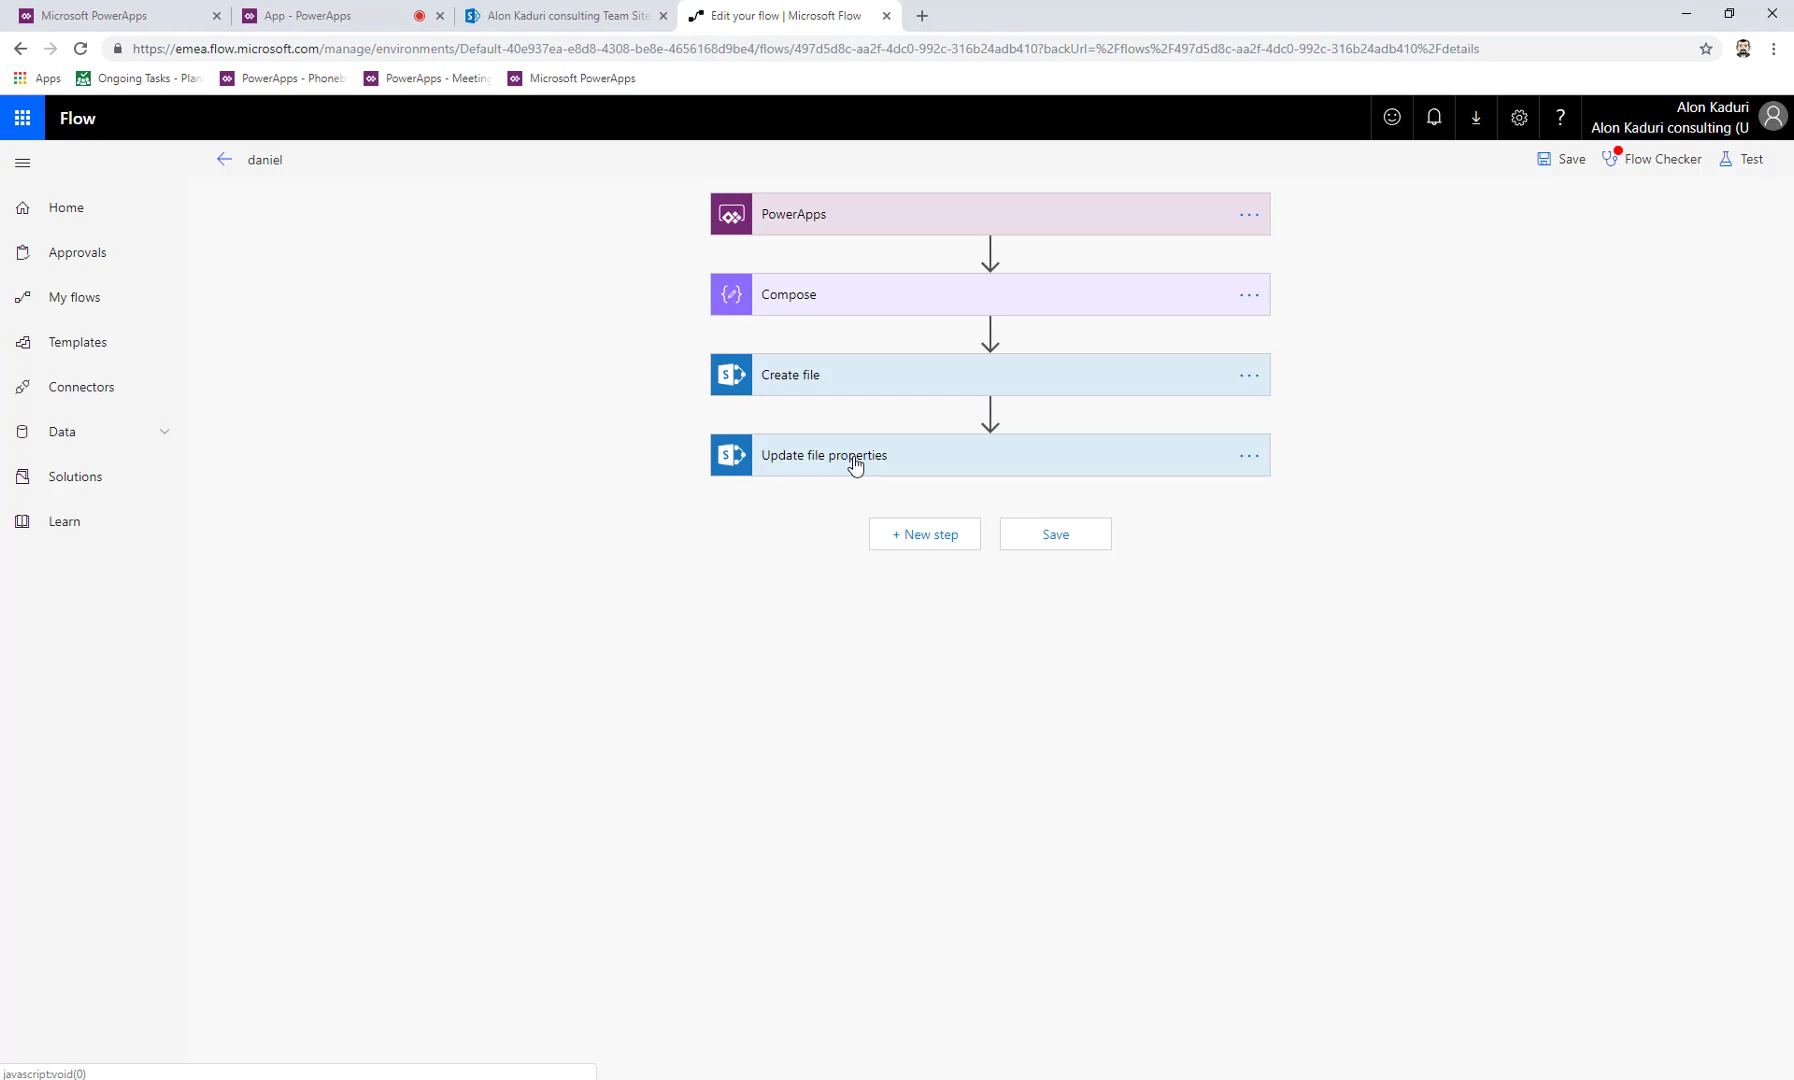 Microsoft PowerApps
App - PowerApps
Alon Kaduri consulting Team Site
Edit your flow | Microsoft Flow
https://emea.flow.microsoft.com/manage/environments/Default-40e937ea-e8d8-4308-be8e-4656168d9be4/flows/497d5d8c-aa2f-4dc0-992c-316b24adb410?backUrl=%2Fflows%2F497d5d8c-aa2f-4dc0-992c-316b24adb410%2Fdetails
Apps
Ongoing Tasks - Plan
PowerApps - Phoneb
PowerApps - Meeting
Microsoft PowerApps
Flow
?
Alon Kaduri
Alon Kaduri consulting (U
daniel
Save
Flow Checker
Test
Home
Approvals
My flows
Templates
Connectors
Data
Solutions
Learn
PowerApps
Compose
Create file
Update file properties
+ New step
Save
javascript:void(0)